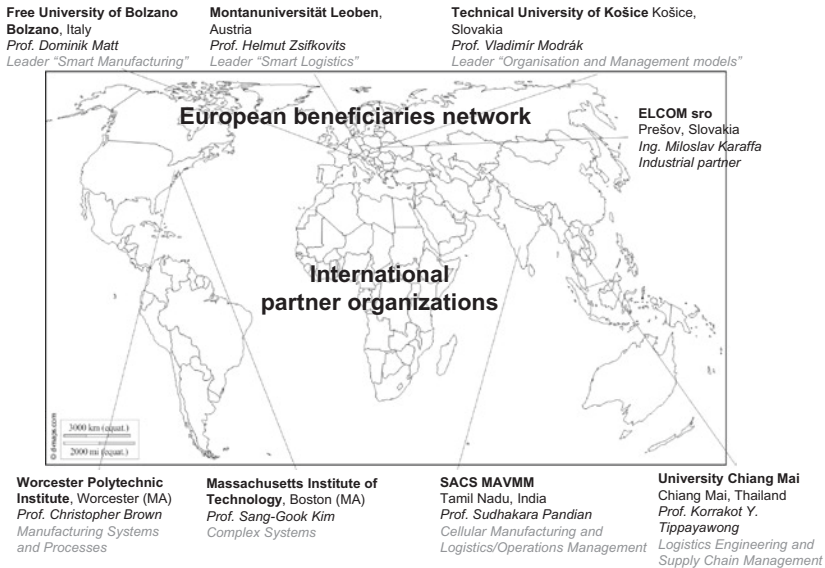 Free University of Bolzano
Bolzano, Italy
Prof. Dominik Matt
Leader “Smart Manufacturing”
Montanuniversität Leoben,
Austria
Prof. Helmut Zsifkovits
Leader “Smart Logistics”
Technical University of Košice Košice,
Slovakia
Prof. Vladimír Modrák
Leader “Organisation and Management models”
European beneficiaries network
ELCOM sro
Prešov, Slovakia
Ing. Miloslav Karaffa
Industrial partner
International
partner organizations
© d-maps.com
3000 km (equat.)
2000 mi (equat.)
Worcester Polytechnic
Institute, Worcester (MA)
Prof. Christopher Brown
Manufacturing Systems
and Processes
Massachusetts Institute of
Technology, Boston (MA)
Prof. Sang-Gook Kim
Complex Systems
SACS MAVMM
Tamil Nadu, India
Prof. Sudhakara Pandian
Cellular Manufacturing and
Logistics/Operations Management
University Chiang Mai
Chiang Mai, Thailand
Prof. Korrakot Y.
Tippayawong
Logistics Engineering and
Supply Chain Management